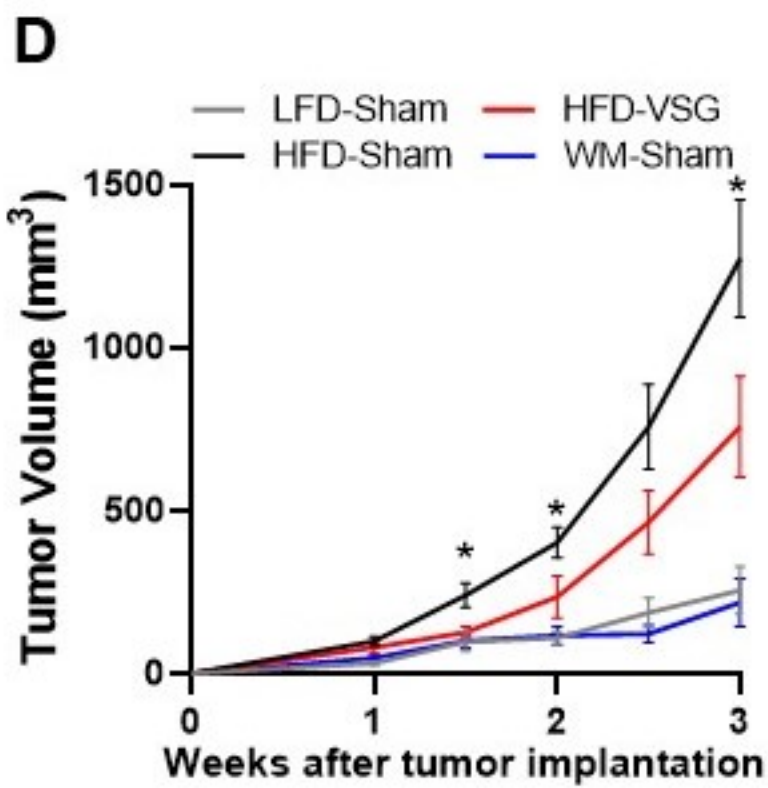 D
LFD-Sham HFD-VSG
HFD-Sham WM-Sham
Tumor Volume (mm³)
1500
1000
500
0
*
*
*
0 1 2 3
Weeks after tumor implantation